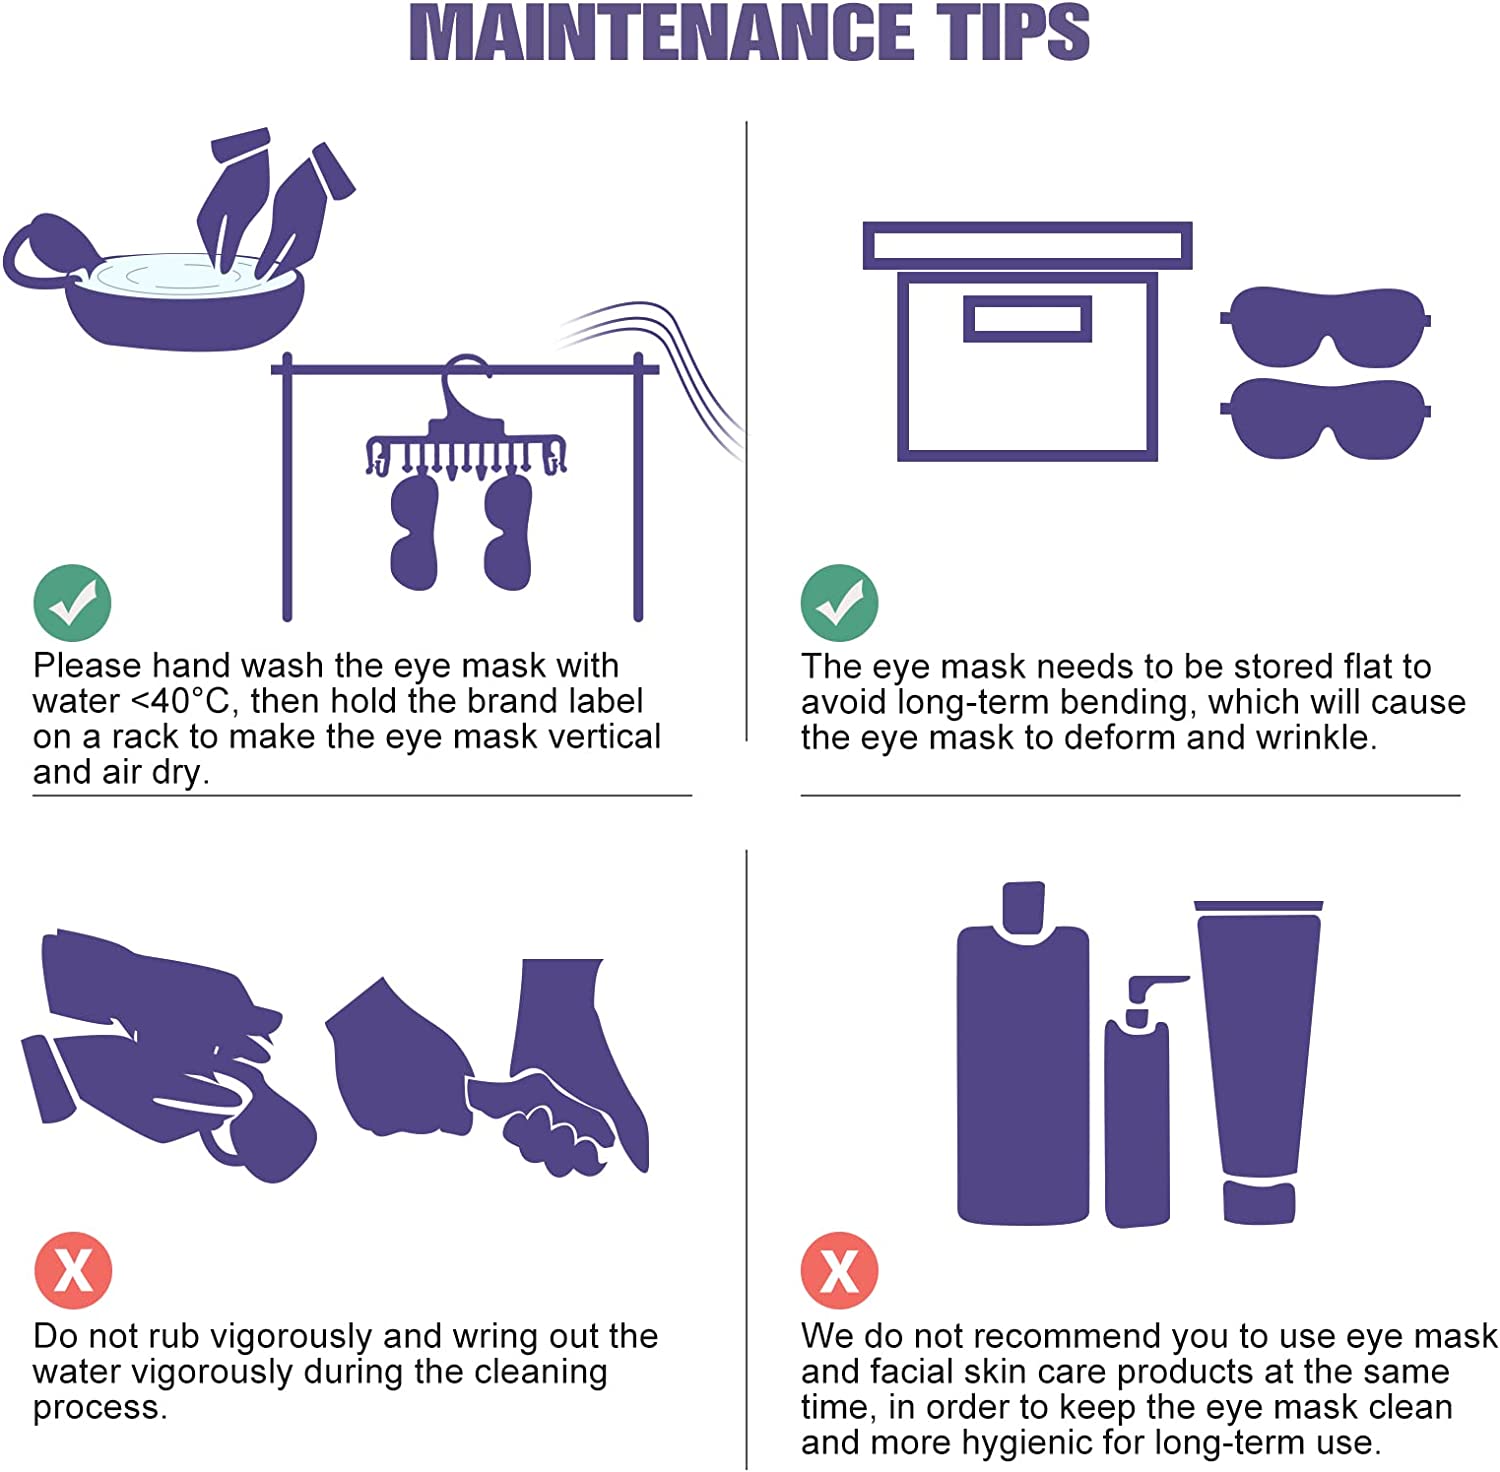 MAINTENANCE TIPS
Please hand wash the eye mask with
water <40°C, then hold the brand label
on a rack to make the eye mask vertical
and air dry.
The eye mask needs to be stored flat to
avoid long-term bending, which will cause
the eye mask to deform and wrinkle.
X
Do not rub vigorously and wring out the
water vigorously during the cleaning
process.
X
We do not recommend you to use eye mask
and facial skin care products at the same
time, in order to keep the eye mask clean
and more hygienic for long-term use.